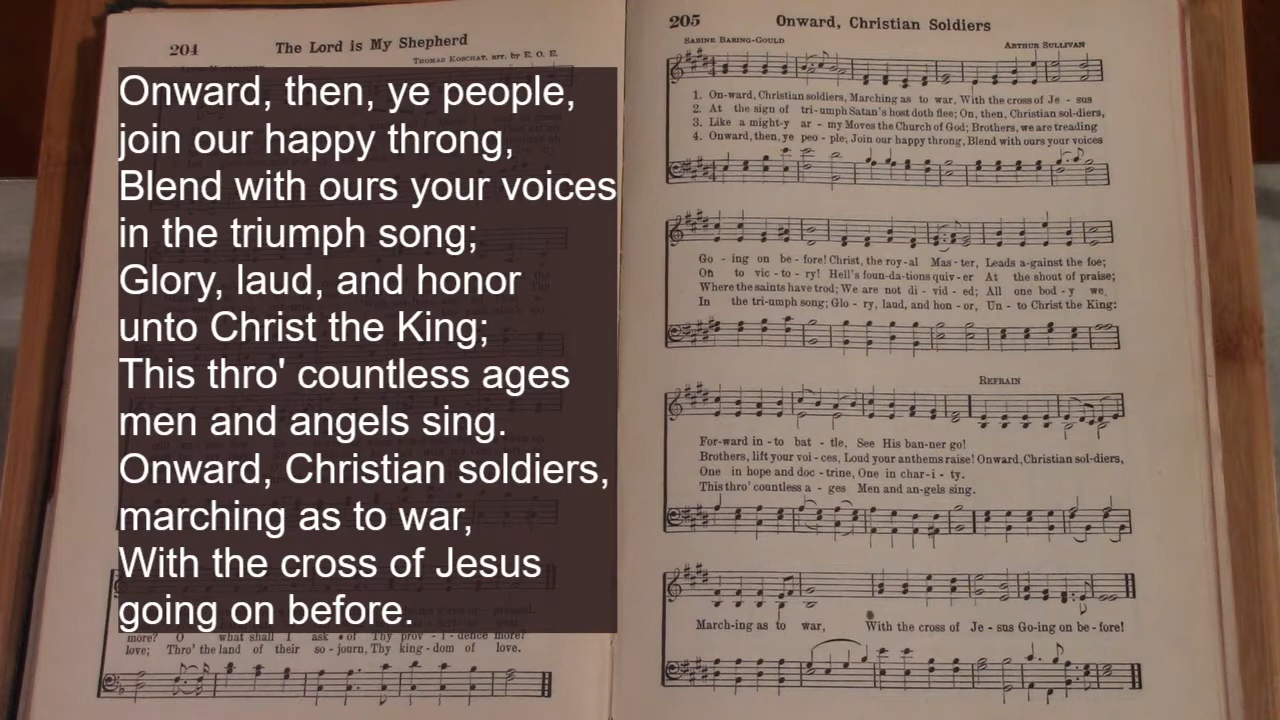 204 The Lord is My Shepherd
THOMAS KOSCHAT, arr. by E. O. E.
Onward, then, ye people,
join our happy throng,
Blend with ours your voices
in the triumph song;
Glory, laud, and honor
unto Christ the King;
This thro' countless ages
men and angels sing.
Onward, Christian soldiers,
marching as to war,
With the cross of Jesus
going on before.
more? O what shall I ask of Thy prov - i - dence more?
love; Thro' the land of their so - journ, Thy king - dom of love.
205 Onward, Christian Soldiers
SABINE BARING-GOULD ARTHUR SULLIVAN
1. On-ward, Christian soldiers, Marching as to war, With the cross of Je - sus
2. At the sign of tri-umph Satan's host doth flee; On, then, Christian sol-diers,
3. Like a might-y ar - my Moves the Church of God; Brothers, we are treading
4. Onward, then, ye peo - ple, Join our happy throng, Blend with ours your voices
Go - ing on be - fore! Christ, the roy-al Mas - ter, Leads a-gainst the foe;
On to vic - to - ry! Hell's foun-da-tions quiv - er At the shout of praise;
Where the saints have trod; We are not di - vid - ed; All one bod - y we,
In the tri-umph song; Glo - ry, laud, and hon - or, Un - to Christ the King:
REFRAIN
For-ward in - to bat - tle, See His ban-ner go!
Brothers, lift your voi - ces, Loud your anthems raise! Onward, Christian sol-diers,
One in hope and doc - trine, One in char - i - ty.
This thro' countless a - ges Men and an-gels sing.
March-ing as to war, With the cross of Je - sus Go-ing on be - fore!